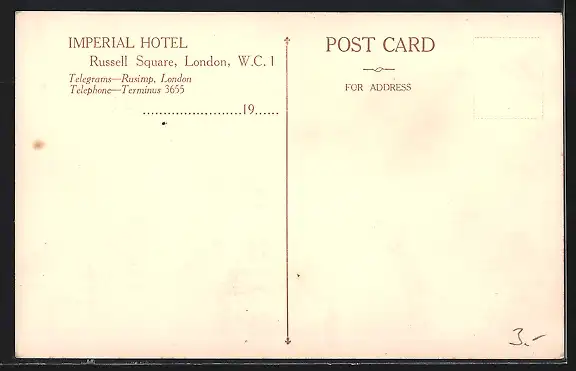 IMPERIAL HOTEL
Russell Square, London, W.C.1
Telegrams—Rusimp, London
Telephone—Terminus 3655
........................19......
POST CARD
FOR ADDRESS
3.-